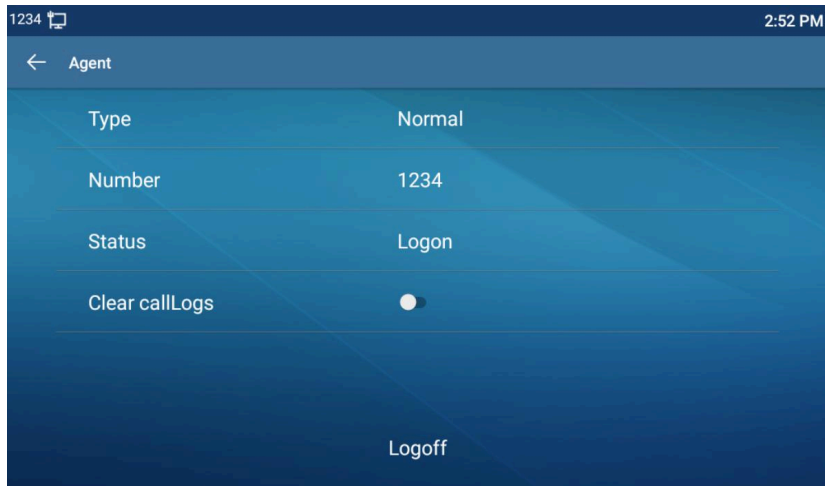 1234 2:52 PM
Agent
Type Normal
Number 1234
Status Logon
Clear callLogs
Logoff